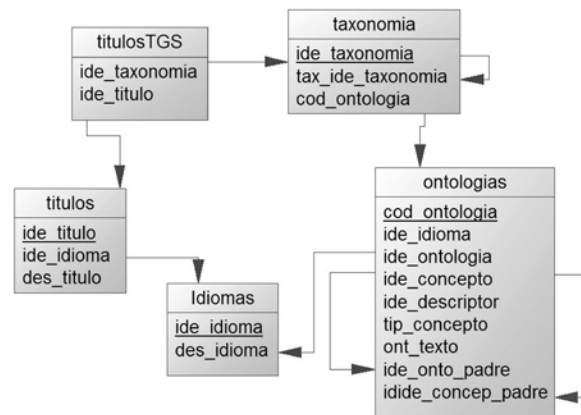 titulosTGS
ide_taxonomia
ide_titulo
taxonomia
ide_taxonomia
tax_ide_taxonomia
cod_ontologia
titulos
ide_titulo
ide_idioma
des_titulo
Idiomas
ide_idioma
des_idioma
ontologias
cod_ontologia
ide_idioma
ide_ontologia
ide_concepto
ide_descriptor
tip_concepto
ont_texto
ide_onto_padre
idide_concep_padre